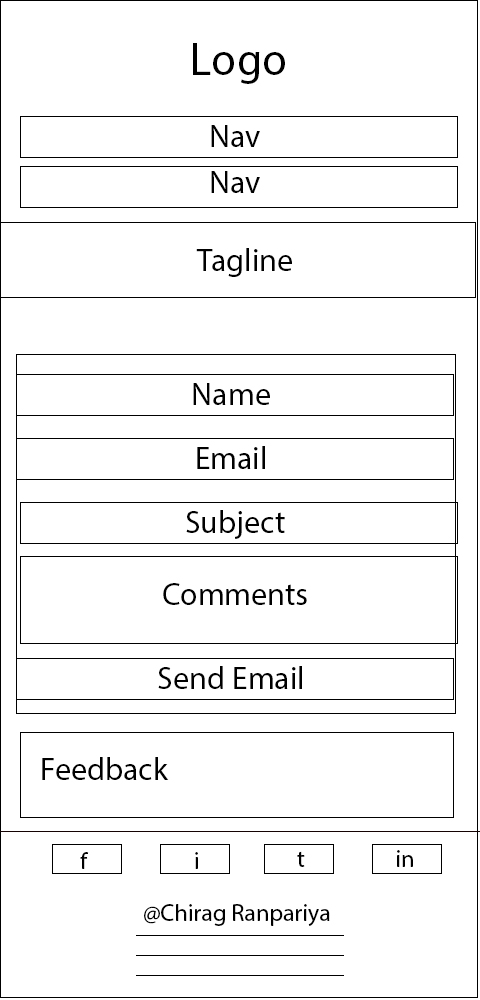 Logo
Nav
Nav
Tagline
Name
Email
Subject
Comments
Send Email
Feedback
f i t in
@Chirag Ranpariya